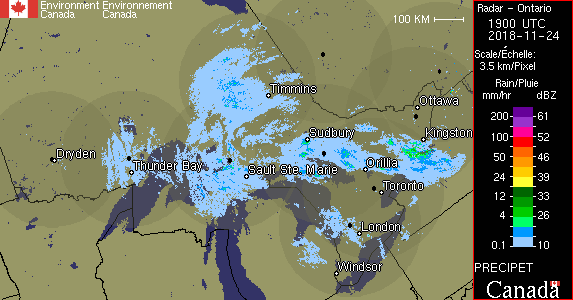 Environment Environnement
Canada Canada
100 KM
Timmins
Ottawa
Sudbury
Kingston
Dryden
Thunder Bay
Sault Ste. Marie
Orillia
Toronto
London
Windsor
Radar - Ontario
1900 UTC
2018-11-24
Scale/Échelle:
3.5 km/Pixel
Rain/Pluie
mm/hr dBZ
200 61
100 52
50 46
24 39
12 33
4 26
0.1 10
PRECIPET
Canada